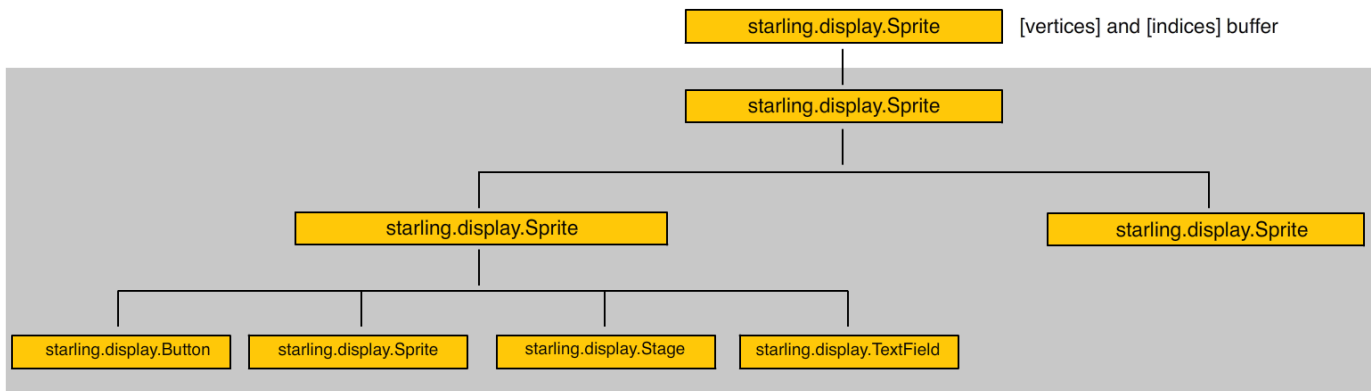 starling.display.Sprite [vertices] and [indices] buffer
starling.display.Sprite
starling.display.Sprite
starling.display.Sprite
starling.display.Button
starling.display.Sprite
starling.display.Stage
starling.display.TextField